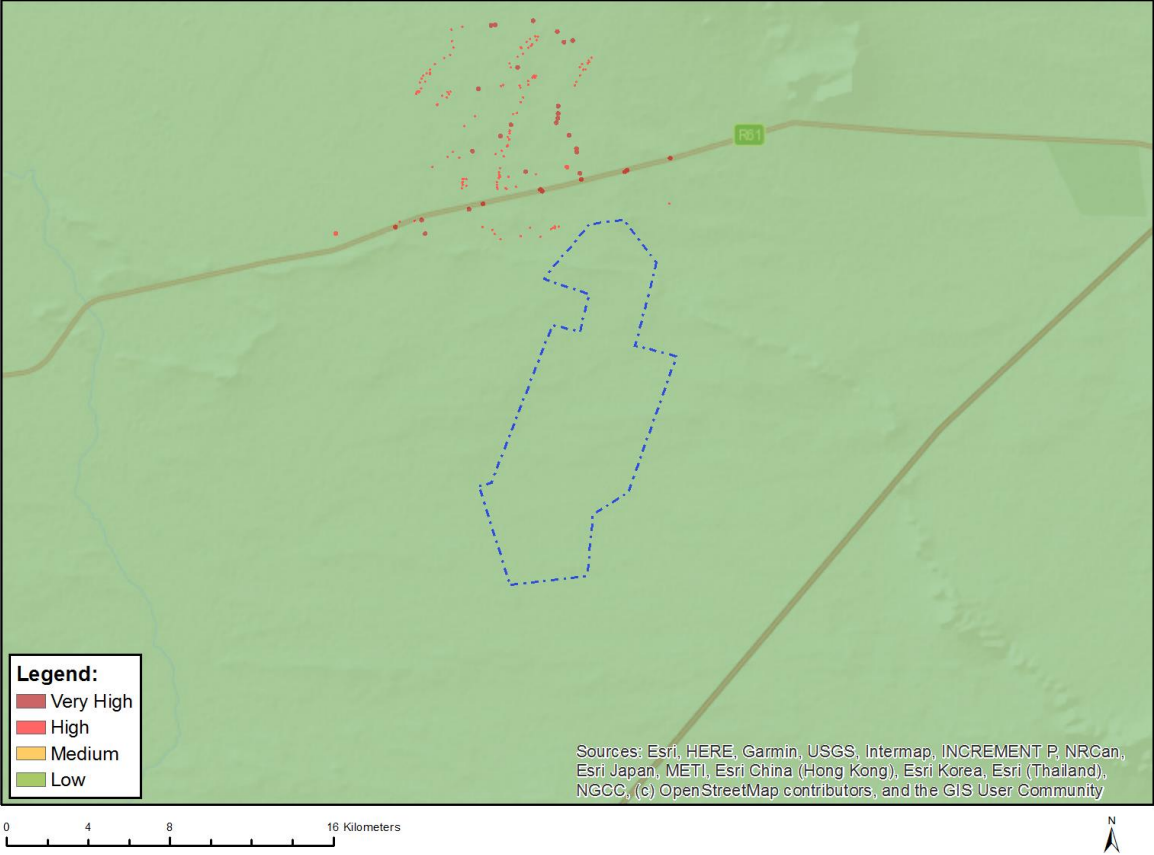 R61
Legend:
Very High
High
Medium
Low
Sources: Esri, HERE, Garmin, USGS, Intermap, INCREMENT P, NRCan,
Esri Japan, METI, Esri China (Hong Kong), Esri Korea, Esri (Thailand),
NGCC, (c) OpenStreetMap contributors, and the GIS User Community
0 4 8 16 Kilometers
N